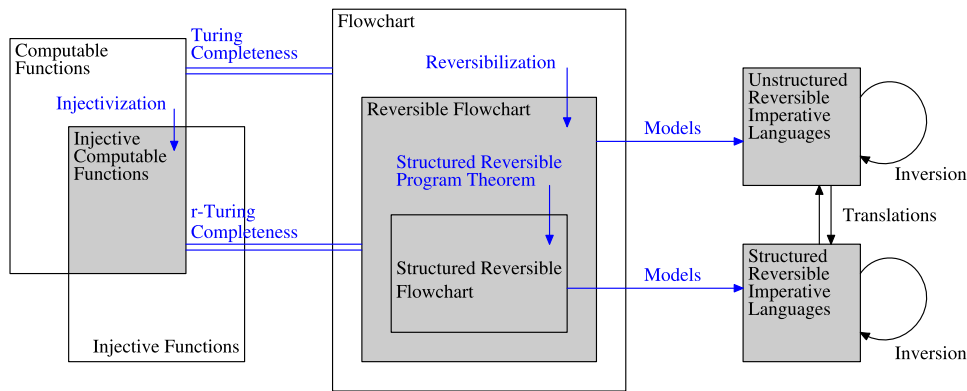 Computable
Functions
Injectivization
Injective
Computable
Functions
Injective Functions
Turing
Completeness
r-Turing
Completeness
Flowchart
Reversibilization
Reversible Flowchart
Structured Reversible
Program Theorem
Structured Reversible
Flowchart
Models
Models
Unstructured
Reversible
Imperative
Languages
Inversion
Translations
Structured
Reversible
Imperative
Languages
Inversion